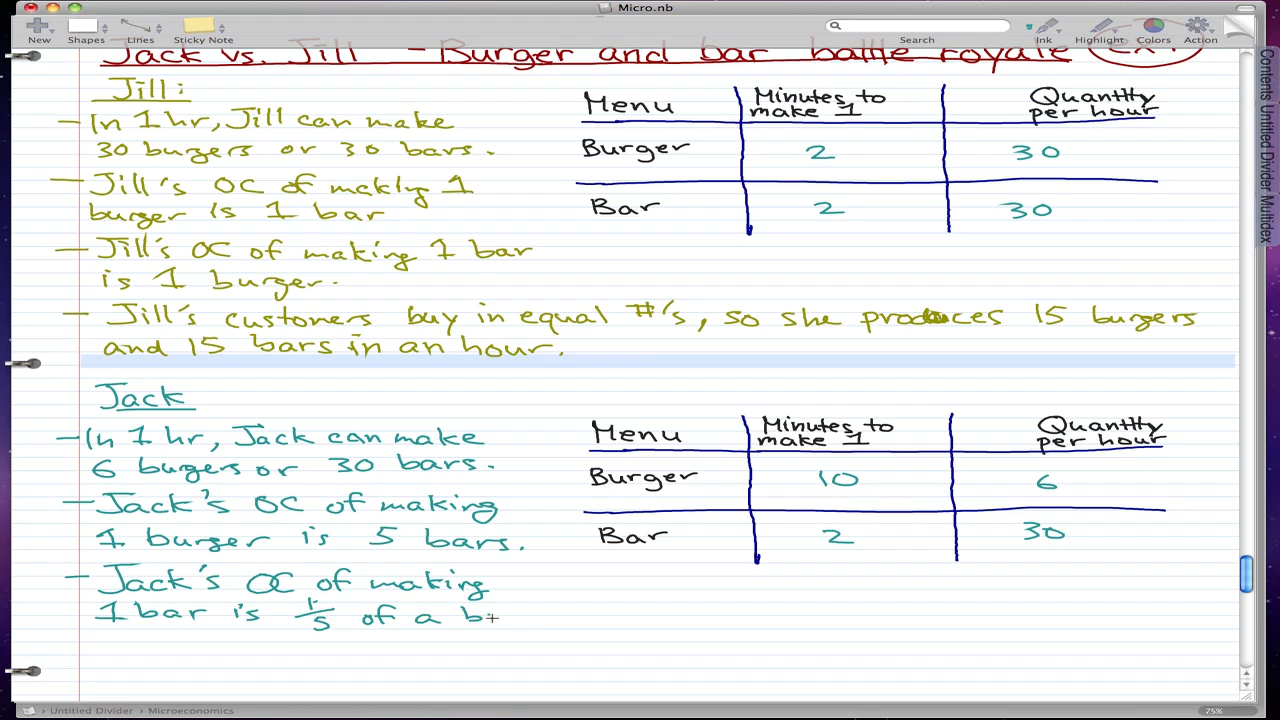 Micro.nb
New
Shapes
Lines
Sticky Note
Search
Ink
Highlight
Colors
Action
Jack vs. Jill - Burger and bar battle royale
Jill:
- In 1 hr, Jill can make
30 burgers or 30 bars.
- Jill's OC of making 1
burger is 1 bar
- Jill's OC of making 1 bar
is 1 burger.
- Jill's customers buy in equal #'s, so she produces 15 burgers
and 15 bars in an hour.
Menu
Minutes to make 1
Quantity per hour
Burger 2 30
Bar 2 30
Jack
- In 1 hr, Jack can make
6 burgers or 30 bars.
- Jack's OC of making
1 burger is 5 bars.
- Jack's OC of making
1 bar is 1/5 of a b
Menu
Minutes to make 1
Quantity per hour
Burger 10 6
Bar 2 30
Contents Untitled Divider Multidex
Untitled Divider › Microeconomics
75%